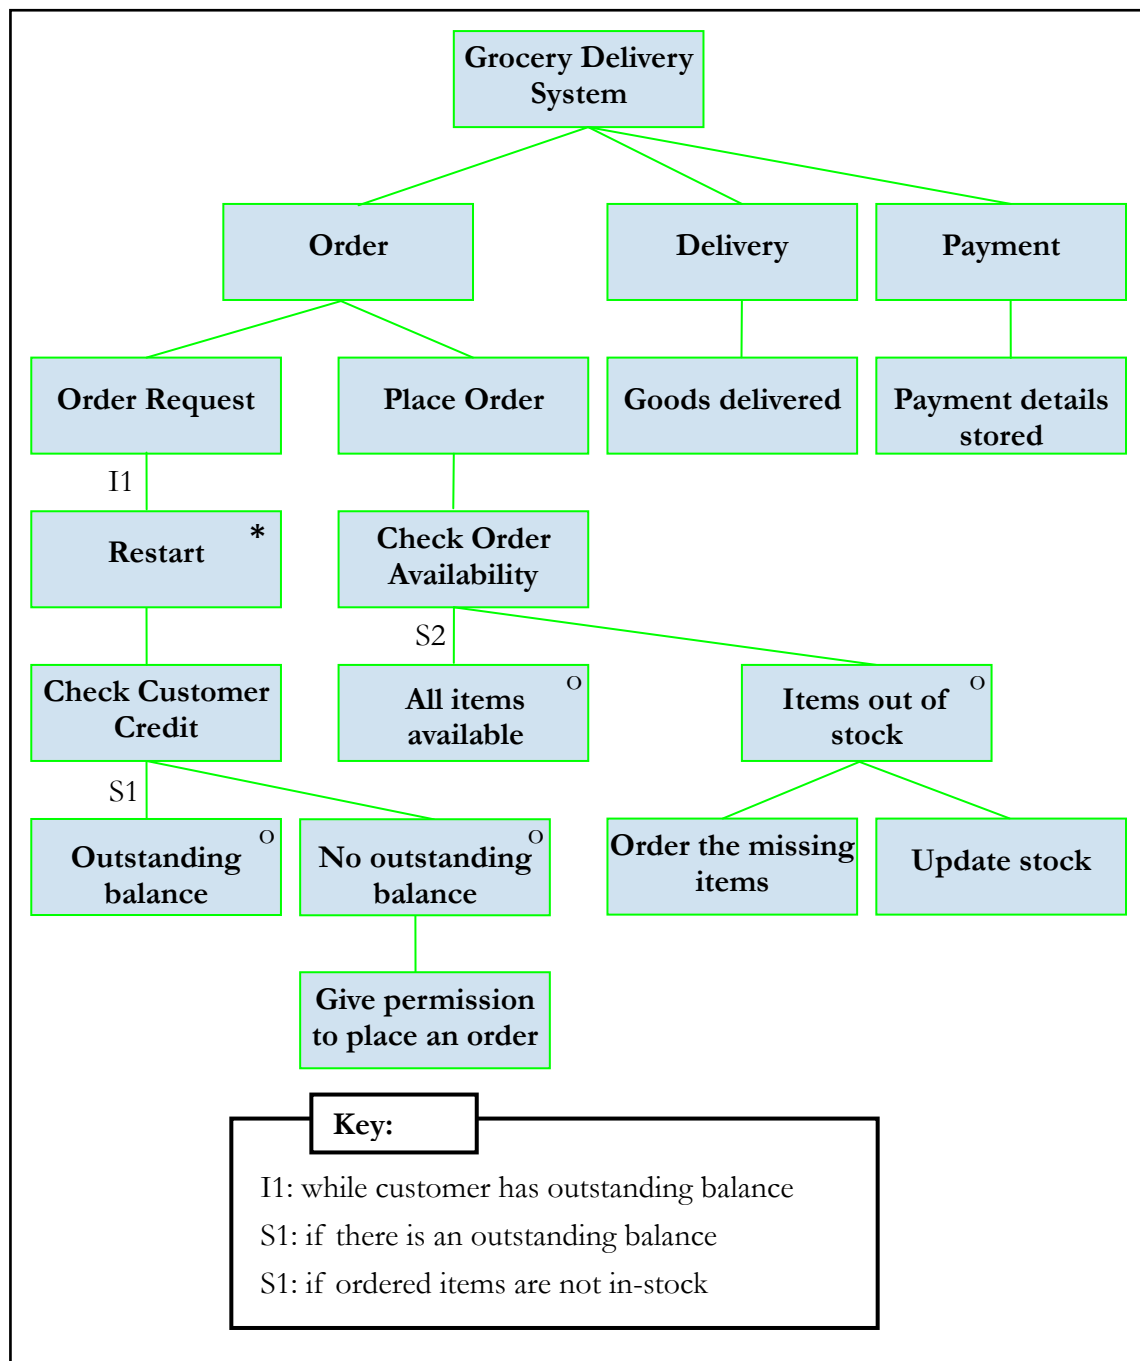 Grocery Delivery
System
Order
Delivery
Payment
Order Request
Place Order
Goods delivered
Payment details
stored
I1
Restart
*
Check Order
Availability
S2
Check Customer
Credit
All items
available
O
Items out of
stock
O
S1
Outstanding
balance
O
No outstanding
balance
O
Order the missing
items
Update stock
Give permission
to place an order
Key:
I1: while customer has outstanding balance
S1: if there is an outstanding balance
S1: if ordered items are not in-stock